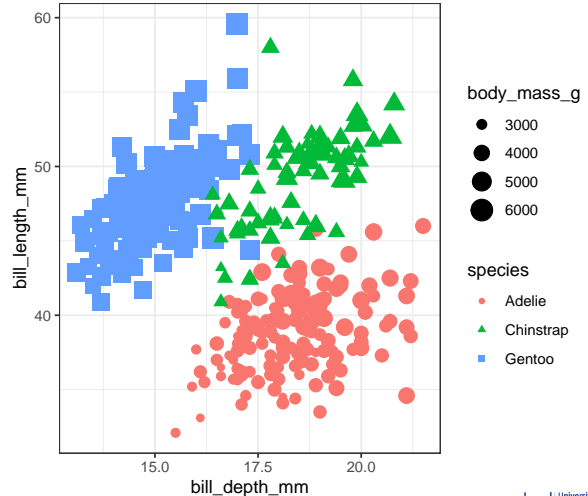 60
50
40
bill_length_mm
15.0
17.5
20.0
bill_depth_mm
body_mass_g
3000
4000
5000
6000
species
Adelie
Chinstrap
Gentoo